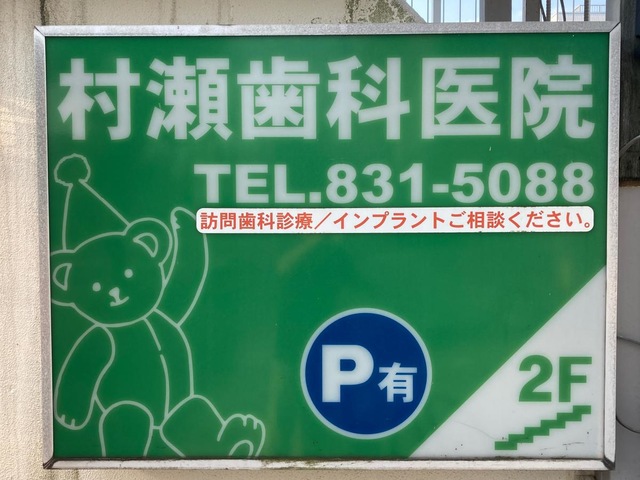 村瀬歯科医院
TEL.831-5088
訪問歯科診療／インプラントご相談ください。
P有
2F